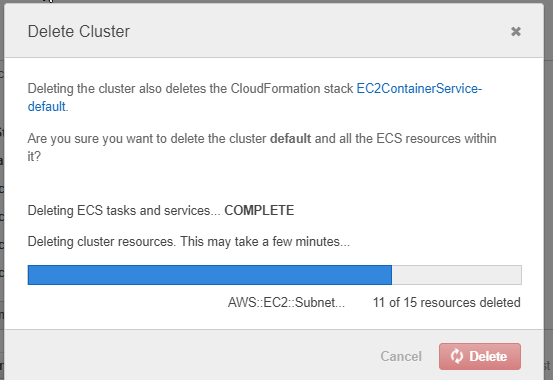 Delete Cluster
Deleting the cluster also deletes the CloudFormation stack EC2ContainerService-
default.
Are you sure you want to delete the cluster default and all the ECS resources within
it?
Deleting ECS tasks and services... COMPLETE
Deleting cluster resources. This may take a few minutes...
AWS::EC2::Subnet... 11 of 15 resources deleted
Cancel Delete